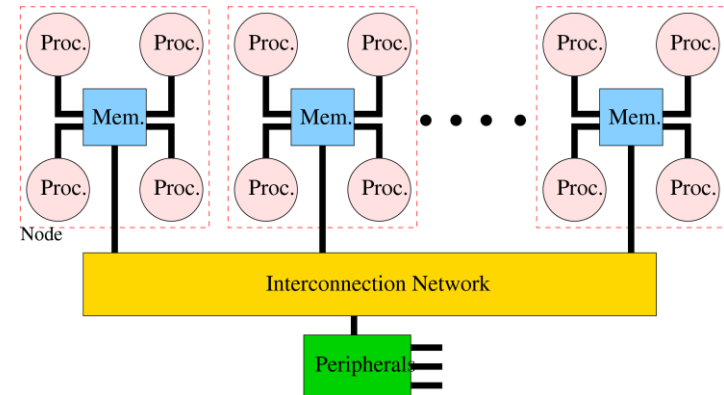 Proc. Proc. Proc. Proc. Proc. Proc.
Mem. Mem. Mem.
Proc. Proc. Proc. Proc. Proc. Proc.
Node
Interconnection Network
Peripherals